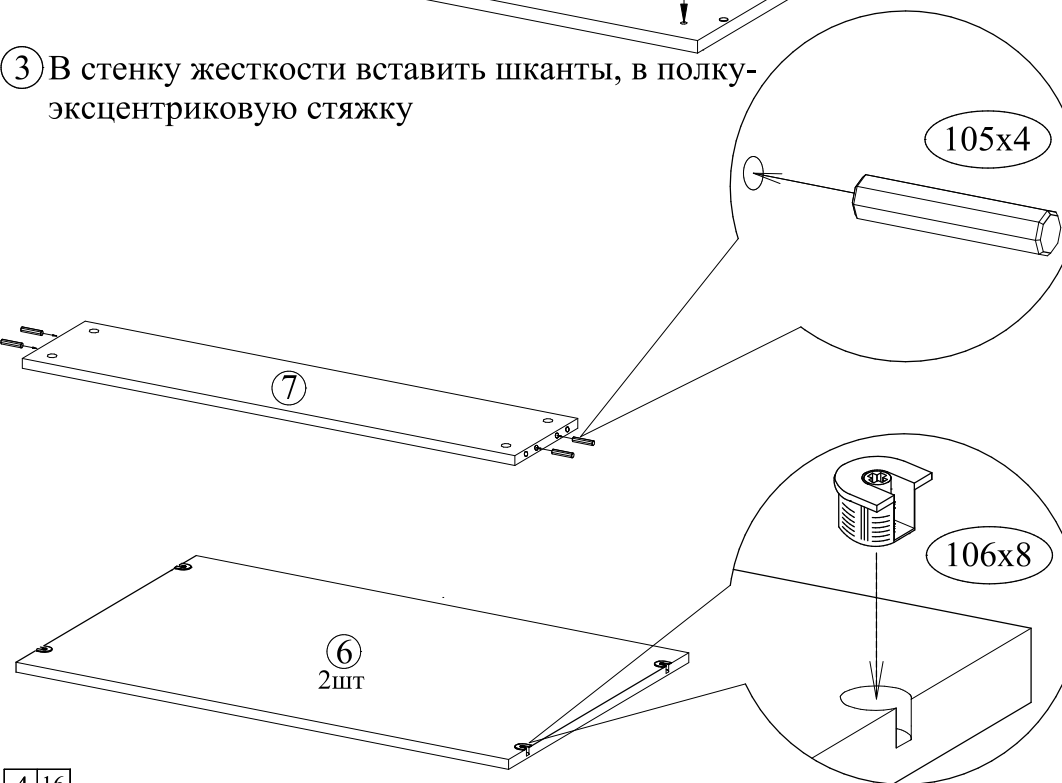 3 В стенку жесткости вставить шканты, в полку-
эксцентриковую стяжку
105х4
7
106х8
6
2шт
4 16